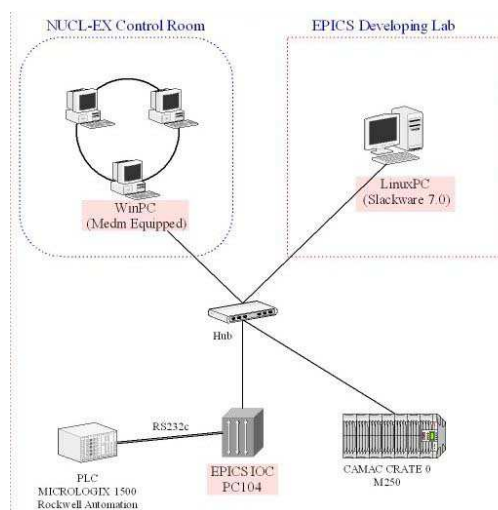 NUCL-EX Control Room
EPICS Developing Lab
WinPC
(Medm Equipped)
LinuxPC
(Slackware 7.0)
Hub
RS232c
PLC
MICROLOGIX 1500
Rockwell Automation
EPICS IOC
PC104
CAMAC CRATE 0
M250